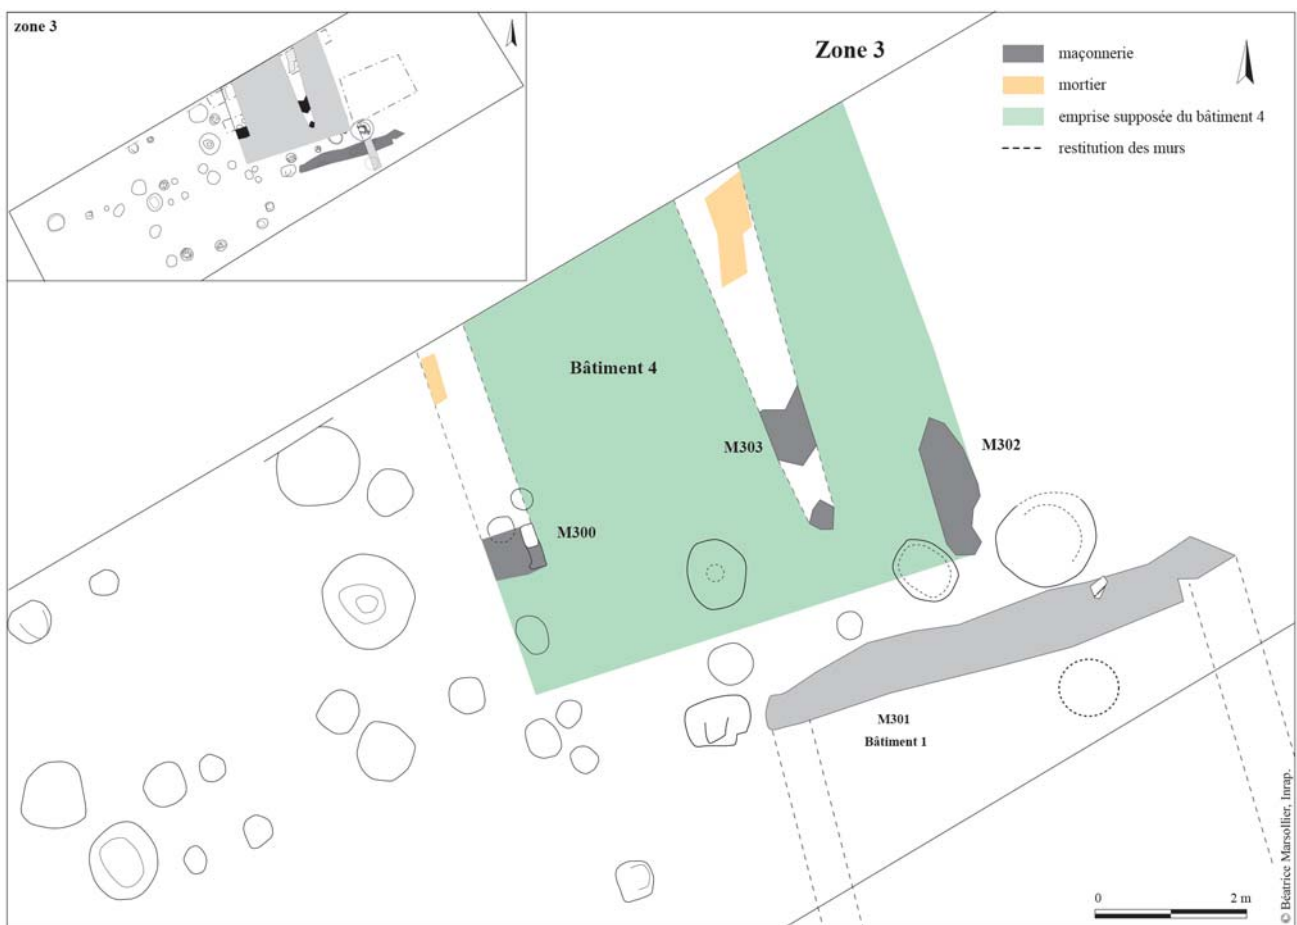 zone 3
Zone 3
maçonnerie
mortier
emprise supposée du bâtiment 4
restitution des murs
Bâtiment 4
M303
M302
M300
M301
Bâtiment 1
0 2 m
© Béatrice Marsollier, Inrap.